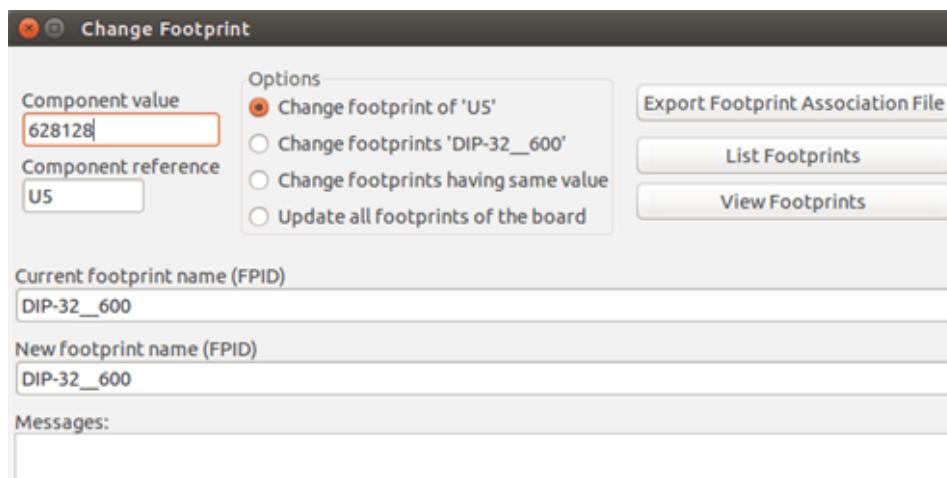 Change Footprint
Component value
628128
Component reference
U5
Options
Change footprint of 'U5'
Change footprints 'DIP-32__600'
Change footprints having same value
Update all footprints of the board
Export Footprint Association File
List Footprints
View Footprints
Current footprint name (FPID)
DIP-32__600
New footprint name (FPID)
DIP-32__600
Messages: